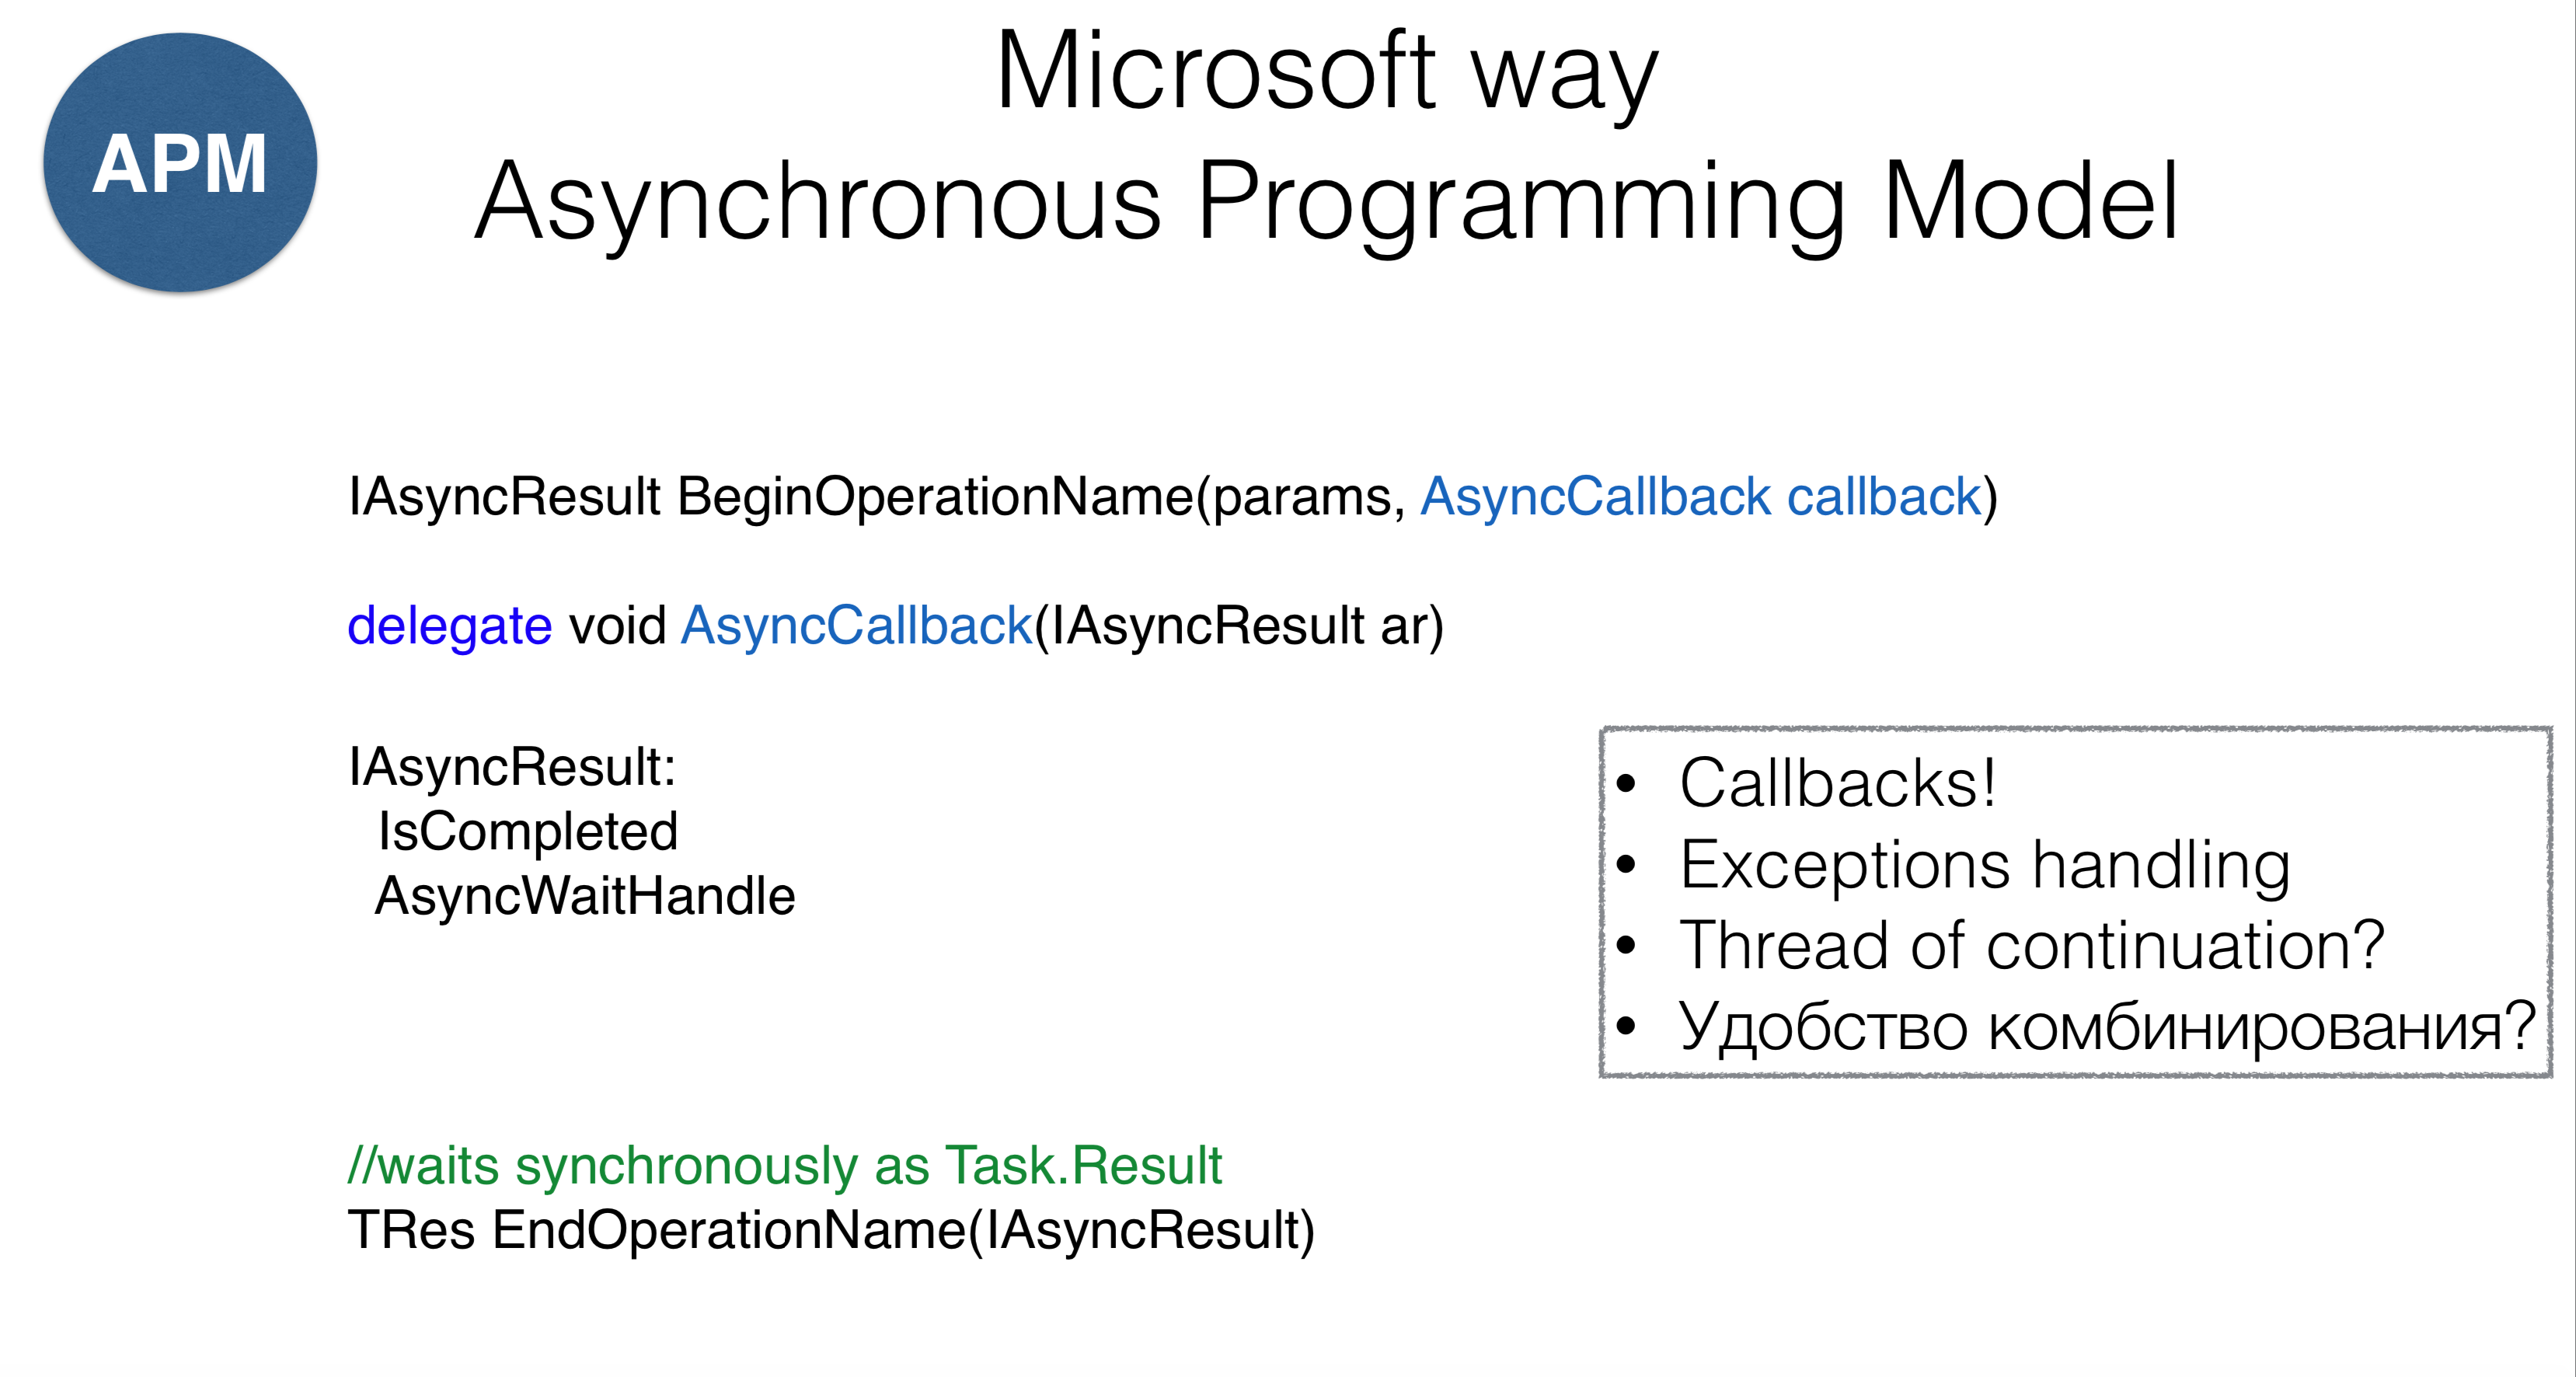 APM
Microsoft way
Asynchronous Programming Model
IAsyncResult BeginOperationName(params, AsyncCallback callback)
delegate void AsyncCallback(IAsyncResult ar)
IAsyncResult:
IsCompleted
AsyncWaitHandle
• Callbacks!
• Exceptions handling
• Thread of continuation?
• Удобство комбинирования?
//waits synchronously as Task.Result
TRes EndOperationName(IAsyncResult)